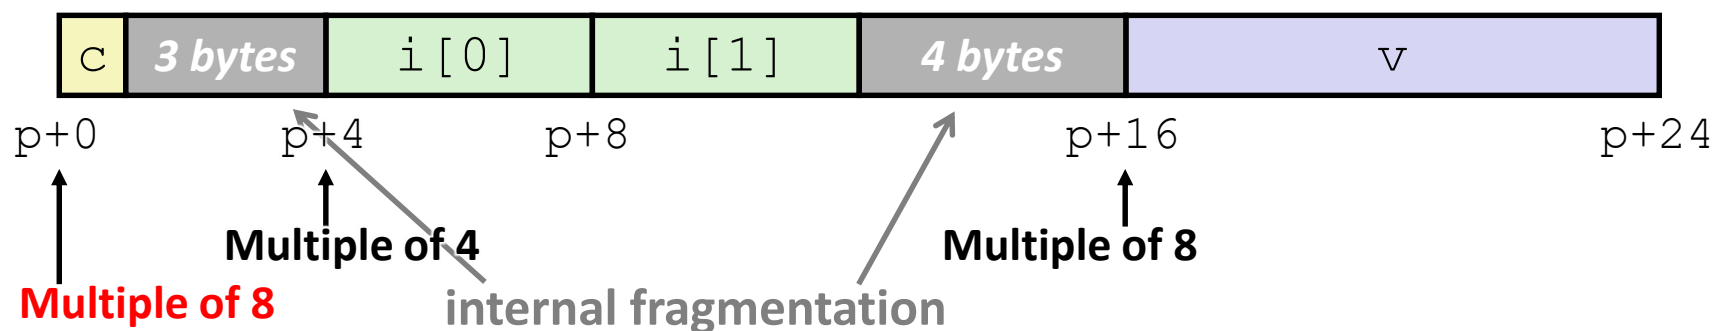 c 3 bytes i[0] i[1] 4 bytes v
p+0 p+4 p+8 p+16 p+24
Multiple of 4 Multiple of 8
Multiple of 8 internal fragmentation